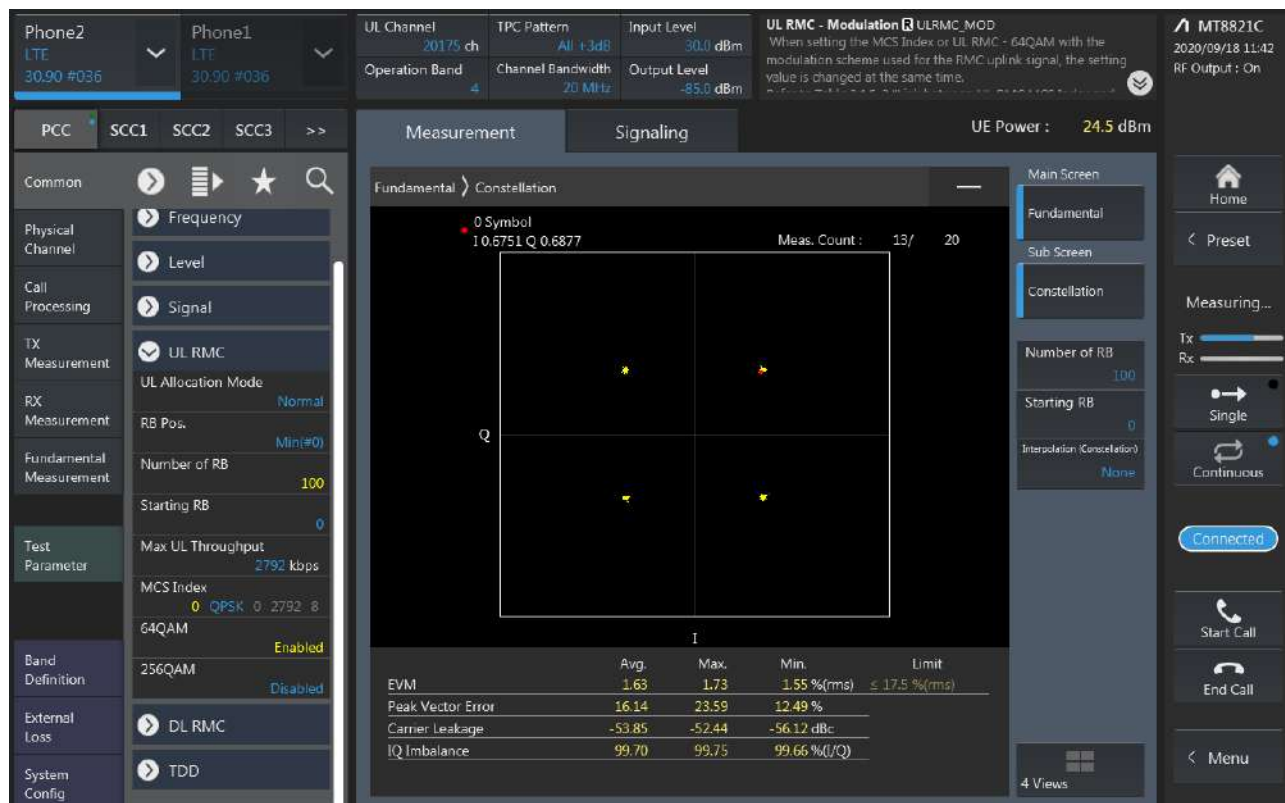 Phone2
LTE
30.90 #036
Phone1
LTE
30.90 #036
UL Channel
20175 ch
TPC Pattern
All +3dB
Input Level
30.0 dBm
Operation Band
4
Channel Bandwidth
20 MHz
Output Level
-85.0 dBm
UL RMC - Modulation R ULRMC_MOD
When setting the MCS Index or UL RMC - 64QAM with the
modulation scheme used for the RMC uplink signal, the setting
value is changed at the same time.
MT8821C
2020/09/18 11:42
RF Output : On
PCC SCC1 SCC2 SCC3 >>
Measurement Signaling
UE Power : 24.5 dBm
Common
Physical
Channel
Call
Processing
TX
Measurement
RX
Measurement
Fundamental
Measurement
Test
Parameter
Band
Definition
External
Loss
System
Config
Frequency
Level
Signal
UL RMC
UL Allocation Mode
Normal
RB Pos.
Min(#0)
Number of RB
100
Starting RB
0
Max UL Throughput
2792 kbps
MCS Index
0 QPSK 0 2792 8
64QAM
Enabled
256QAM
Disabled
DL RMC
TDD
Fundamental 〉 Constellation
0 Symbol
I 0.6751 Q 0.6877
Meas. Count : 13/ 20
Q
I
Avg. Max. Min. Limit
EVM 1.63 1.73 1.55 %(rms) ≤ 17.5 %(rms)
Peak Vector Error 16.14 23.59 12.49 %
Carrier Leakage -53.85 -52.44 -56.12 dBc
IQ Imbalance 99.70 99.75 99.66 %(I/Q)
Main Screen
Fundamental
Sub Screen
Constellation
Number of RB
100
Starting RB
0
Interpolation (Constellation)
None
4 Views
Home
< Preset
Measuring...
Tx
Rx
Single
Continuous
Connected
Start Call
End Call
< Menu